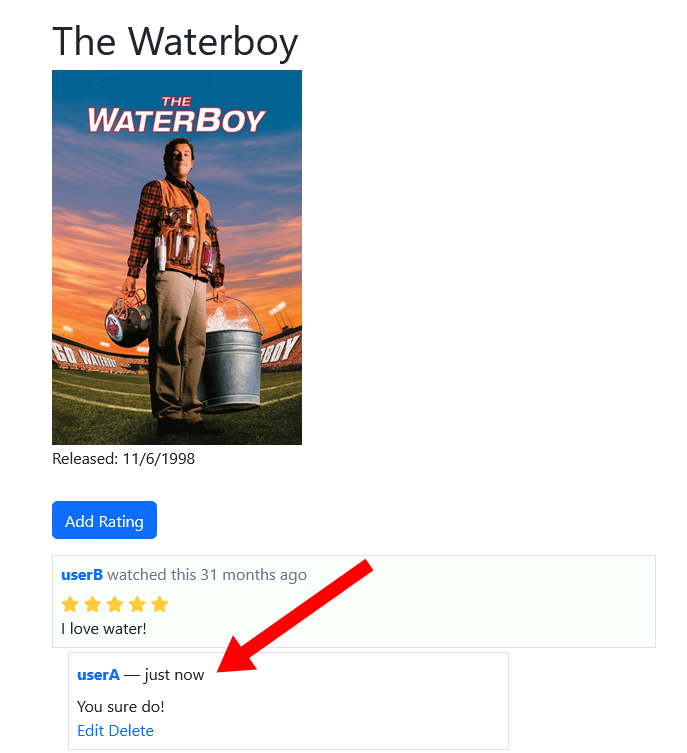 The Waterboy
THE
WATERBOY
GO WATERBOY
BOY
Released: 11/6/1998
Add Rating
userB watched this 31 months ago
I love water!
userA — just now
You sure do!
Edit Delete